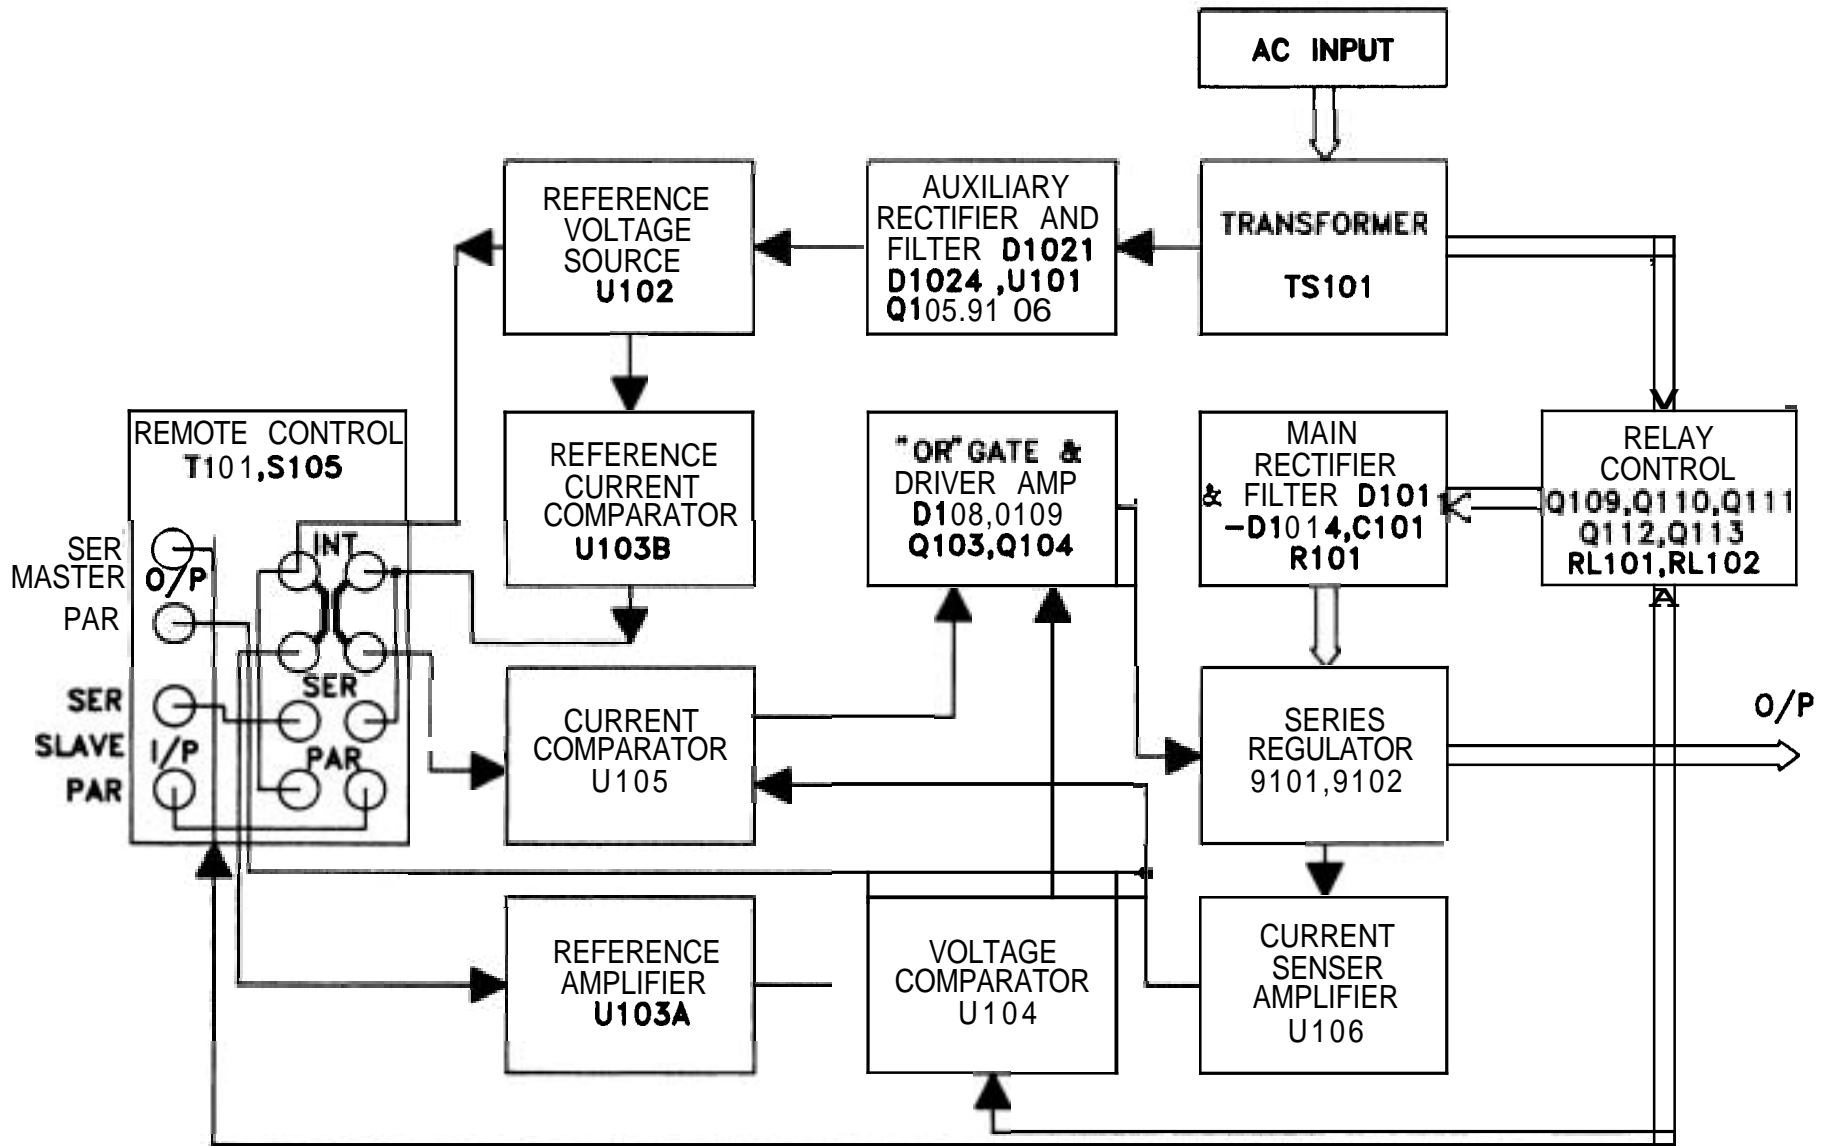 AC INPUT
REFERENCE
VOLTAGE
SOURCE
U102
AUXILIARY
RECTIFIER AND
FILTER D1021
D1024 ,U101
Q105.91 06
TRANSFORMER
TS101
REMOTE CONTROL
T101,S105
SER
MASTER
O/P
PAR
SER
SLAVE
I/P
PAR
INT
SER
PAR
REFERENCE
CURRENT
COMPARATOR
U103B
"OR"GATE &
DRIVER AMP
D108,0109
Q103,Q104
MAIN
RECTIFIER
& FILTER D101
-D1014,C101
R101
RELAY
CONTROL
Q109,Q110,Q111
Q112,Q113
RL101,RL102
CURRENT
COMPARATOR
U105
SERIES
REGULATOR
9101,9102
O/P
REFERENCE
AMPLIFIER
U103A
VOLTAGE
COMPARATOR
U104
CURRENT
SENSER
AMPLIFIER
U106